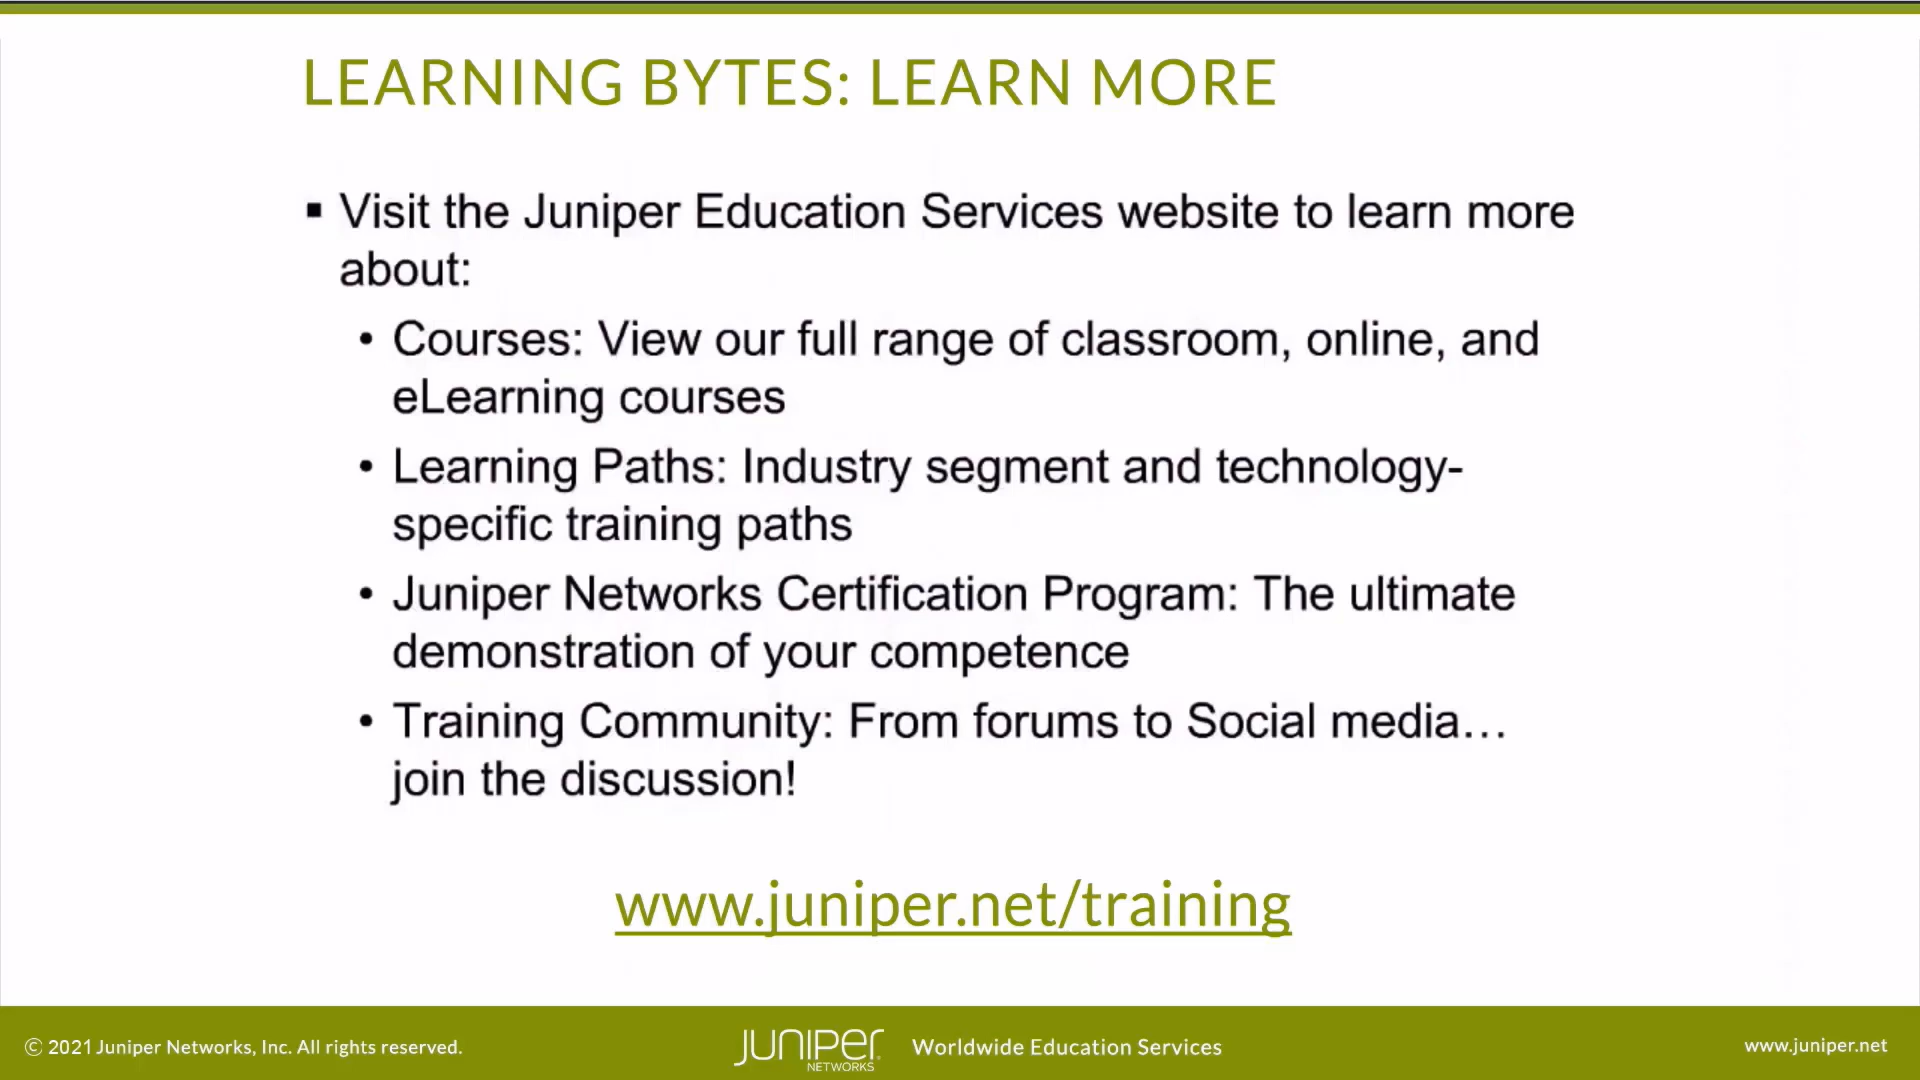 LEARNING BYTES: LEARN MORE
▪ Visit the Juniper Education Services website to learn more
about:
• Courses: View our full range of classroom, online, and
eLearning courses
• Learning Paths: Industry segment and technology-
specific training paths
• Juniper Networks Certification Program: The ultimate
demonstration of your competence
• Training Community: From forums to Social media…
join the discussion!
www.juniper.net/training
© 2021 Juniper Networks, Inc. All rights reserved.
JUNIPER
NETWORKS
Worldwide Education Services
www.juniper.net